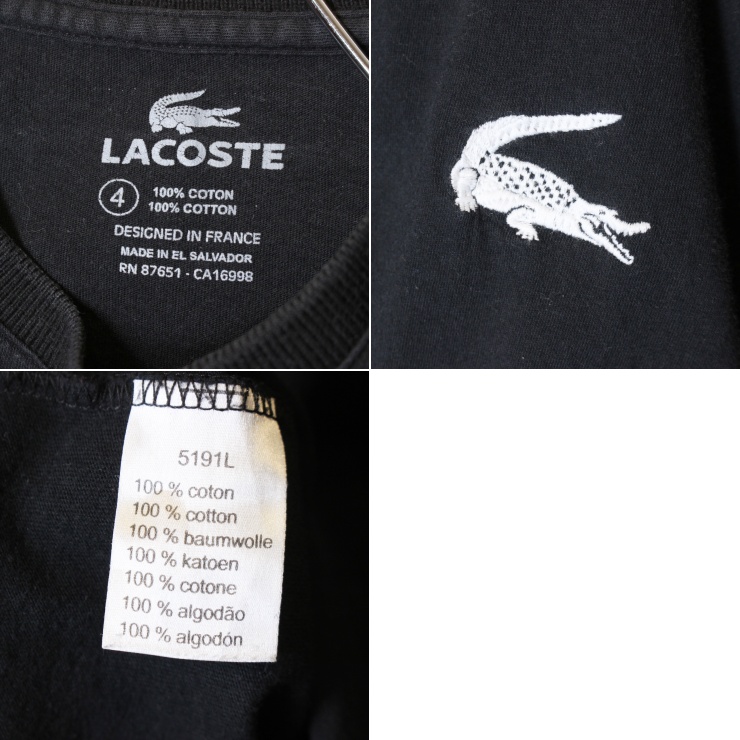 LACOSTE
4
100% COTON
100% COTTON
DESIGNED IN FRANCE
MADE IN EL SALVADOR
RN 87651 - CA16998
5191L
100 % coton
100 % cotton
100 % baumwolle
100 % katoen
100 % cotone
100 % algodão
100 % algodón